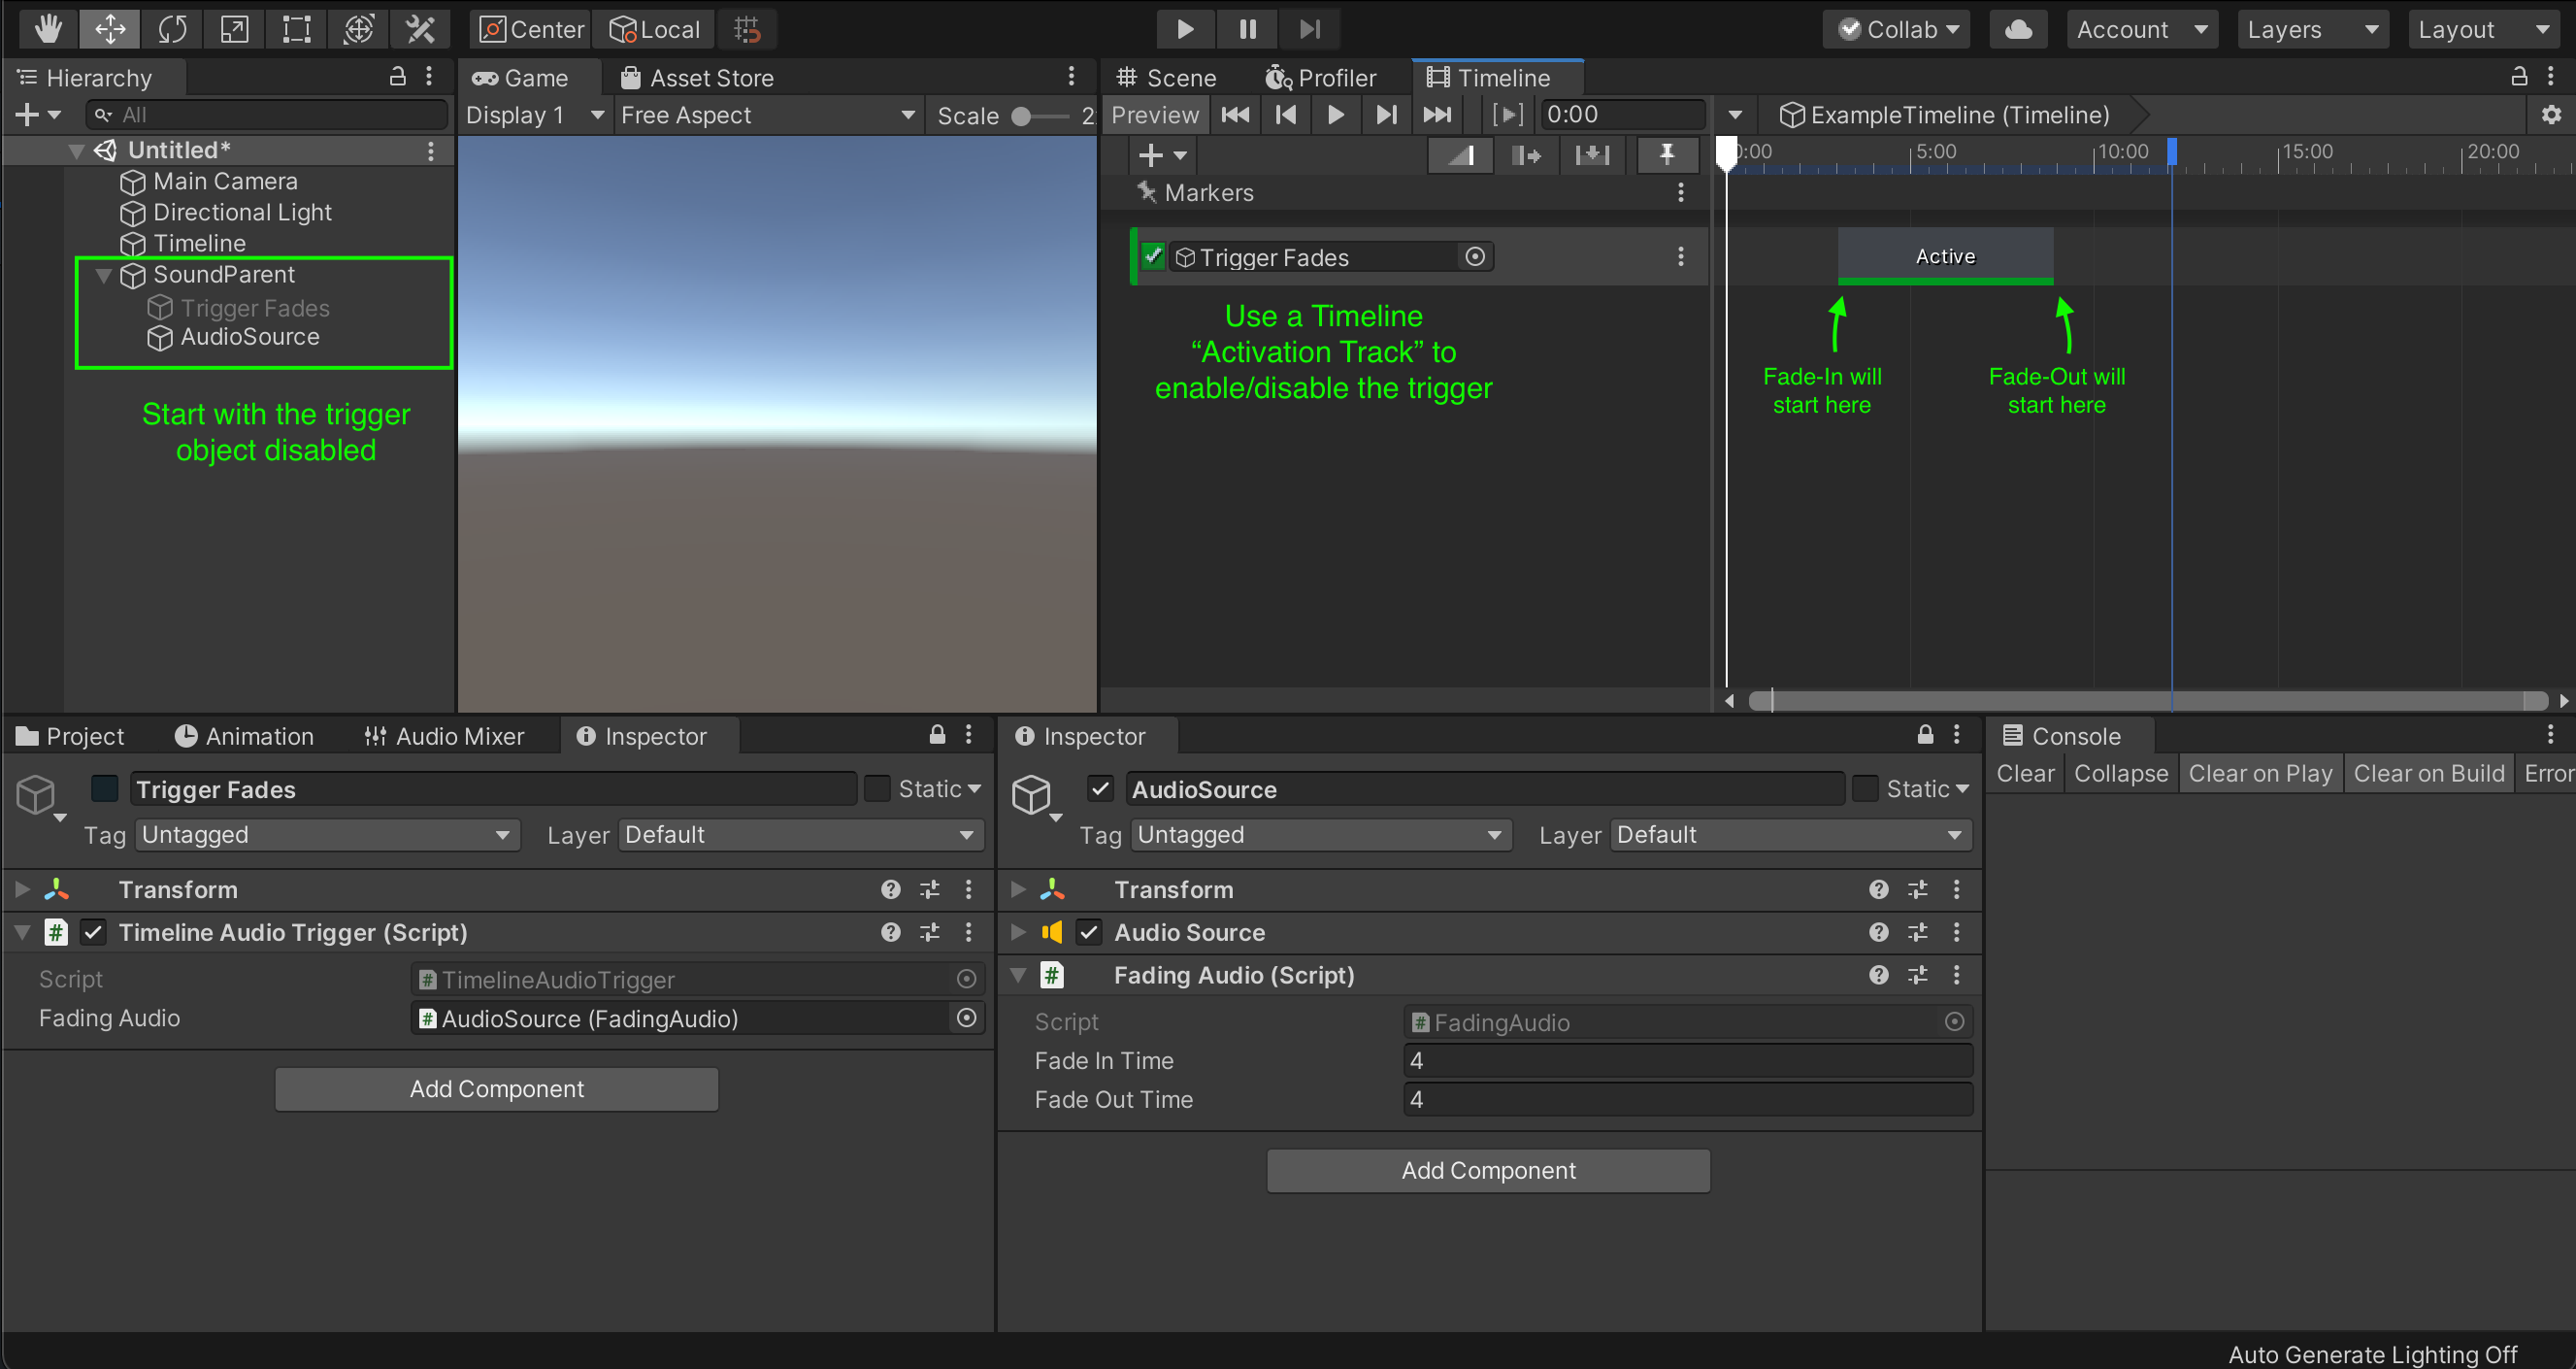 Center
Local
Collab
Account
Layers
Layout
Hierarchy
Game
Asset Store
Scene
Profiler
Timeline
All
Display 1
Free Aspect
Scale
2
Preview
0:00
ExampleTimeline (Timeline)
Untitled*
Main Camera
Directional Light
Timeline
SoundParent
Trigger Fades
AudioSource
Start with the trigger
object disabled
0:00
5:00
10:00
15:00
20:00
Markers
Trigger Fades
Active
Use a Timeline
“Activation Track” to
enable/disable the trigger
Fade-In will
start here
Fade-Out will
start here
Project
Animation
Audio Mixer
Inspector
Trigger Fades
Static
Tag
Untagged
Layer
Default
Transform
# Timeline Audio Trigger (Script)
Script
# TimelineAudioTrigger
Fading Audio
# AudioSource (FadingAudio)
Add Component
Inspector
AudioSource
Static
Tag
Untagged
Layer
Default
Transform
Audio Source
# Fading Audio (Script)
Script
# FadingAudio
Fade In Time
4
Fade Out Time
4
Add Component
Console
Clear
Collapse
Clear on Play
Clear on Build
Error
Auto Generate Lighting Off